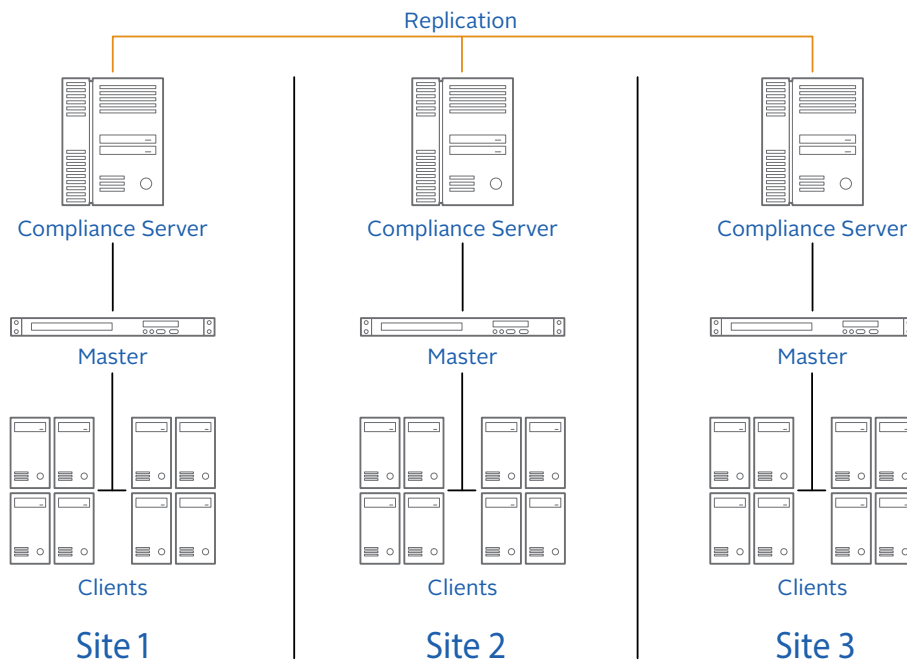 Replication
Compliance Server
Compliance Server
Compliance Server
Master
Master
Master
Clients
Clients
Clients
Site 1
Site 2
Site 3